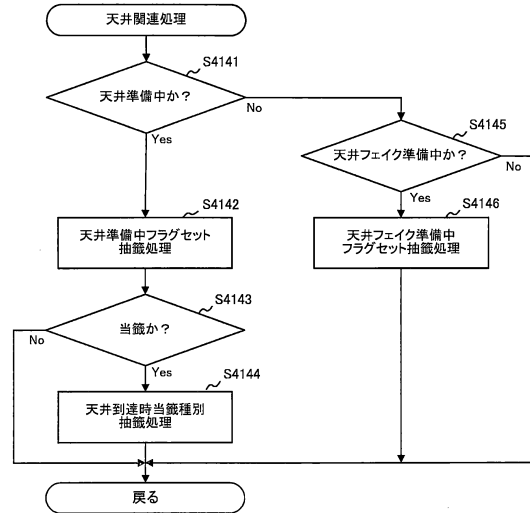 天井関連処理
S4141
天井準備中か？
No
Yes
S4145
天井フェイク準備中か？
No
Yes
S4142
天井準備中フラグセット
抽籤処理
S4146
天井フェイク準備中
フラグセット抽籤処理
S4143
当籤か？
No
Yes
S4144
天井到達時当籤種別
抽籤処理
戻る